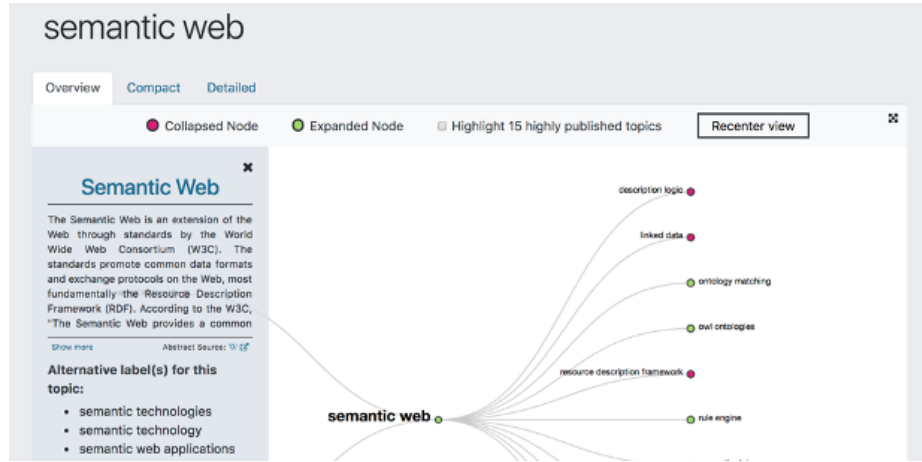 semantic web
Overview Compact Detailed
Collapsed Node Expanded Node Highlight 15 highly published topics Recenter view
Semantic Web
The Semantic Web is an extension of the
Web through standards by the World
Wide Web Consortium (W3C). The
standards promote common data formats
and exchange protocols on the Web, most
fundamentally the Resource Description
Framework (RDF). According to the W3C,
"The Semantic Web provides a common
Show more Abstract Source: W
Alternative label(s) for this
topic:
semantic technologies
semantic technology
semantic web applications
description logic
linked data
ontology matching
owl ontologies
resource description framework
semantic web
rule engine